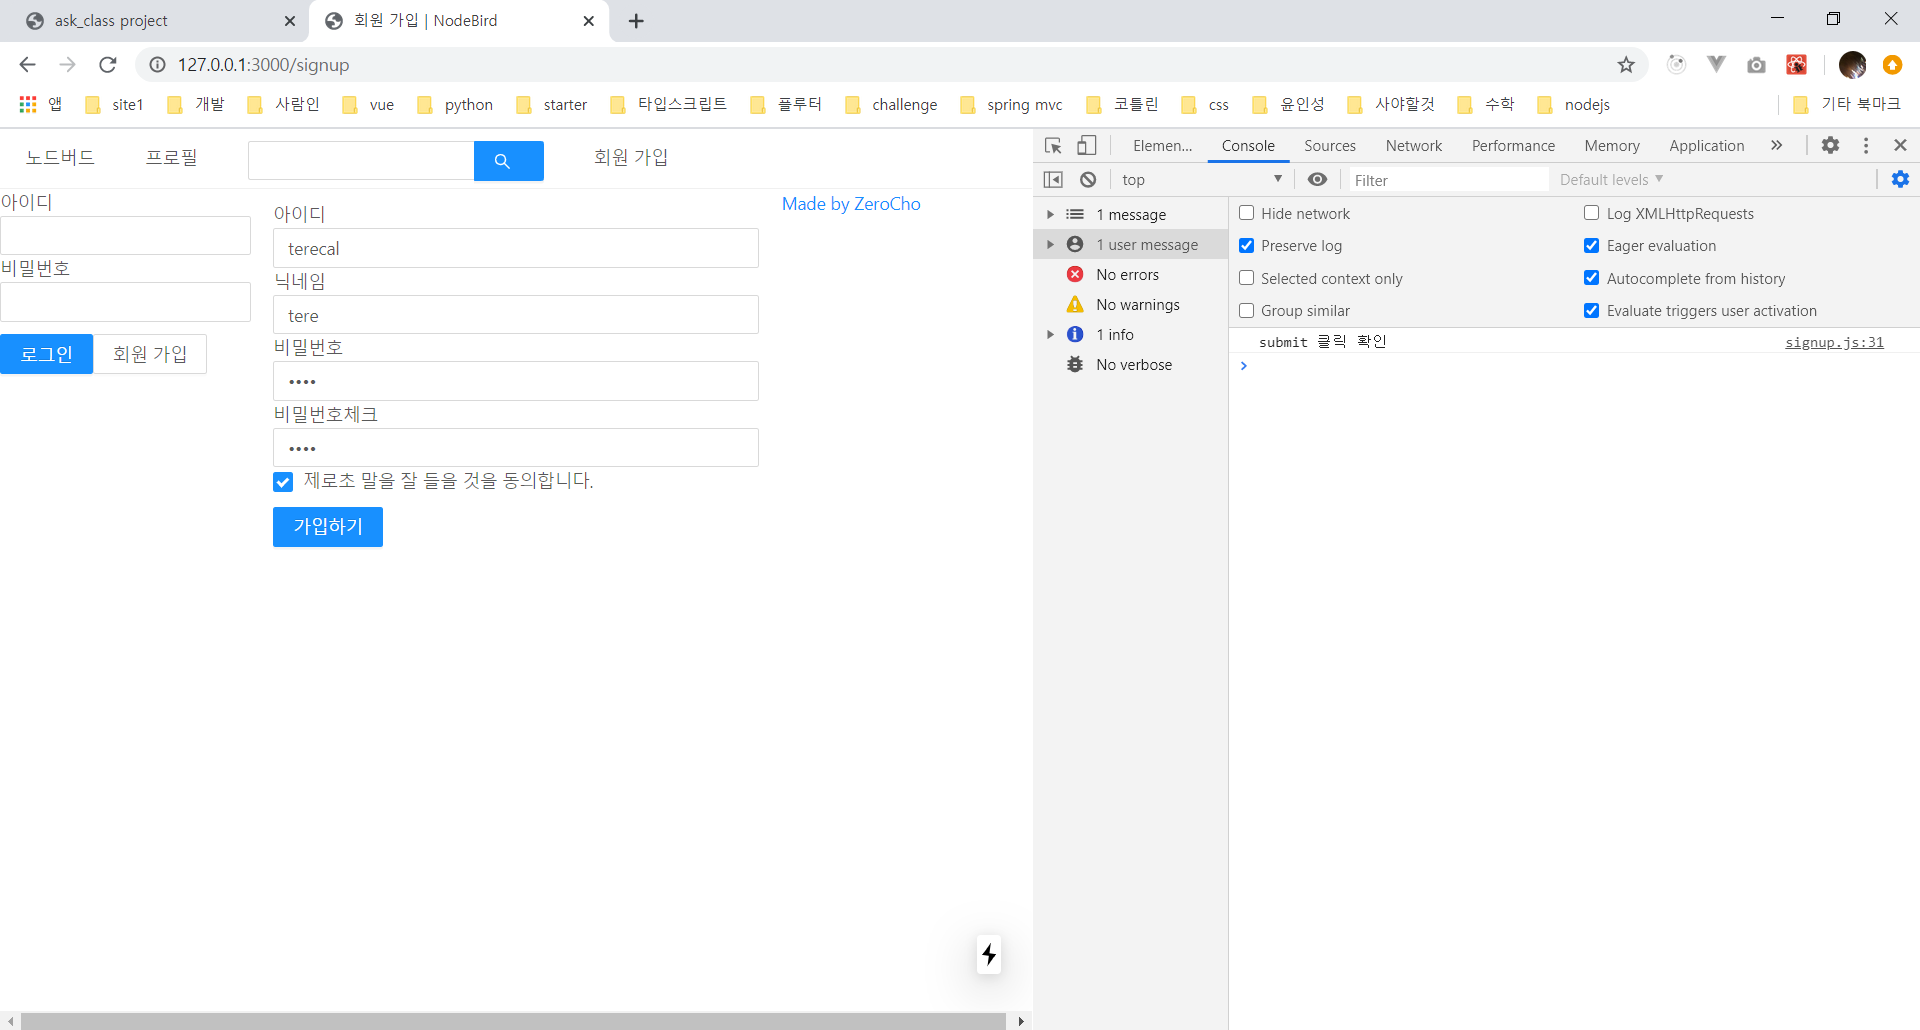 ask_class project
회원 가입 | NodeBird
127.0.0.1:3000/signup
앱 site1 개발 사람인 vue python starter 타입스크립트 플루터 challenge spring mvc 코틀린 css 윤인성 사야할것 수학 nodejs 기타 북마크
노드버드 프로필 회원 가입
아이디
비밀번호
로그인 회원 가입
아이디
terecal
닉네임
tere
비밀번호
••••
비밀번호체크
••••
제로초 말을 잘 들을 것을 동의합니다.
가입하기
Made by ZeroCho
Elemen... Console Sources Network Performance Memory Application
top Filter Default levels
1 message
1 user message
No errors
No warnings
1 info
No verbose
Hide network Log XMLHttpRequests
Preserve log Eager evaluation
Selected context only Autocomplete from history
Group similar Evaluate triggers user activation
submit 클릭 확인 signup.js:31